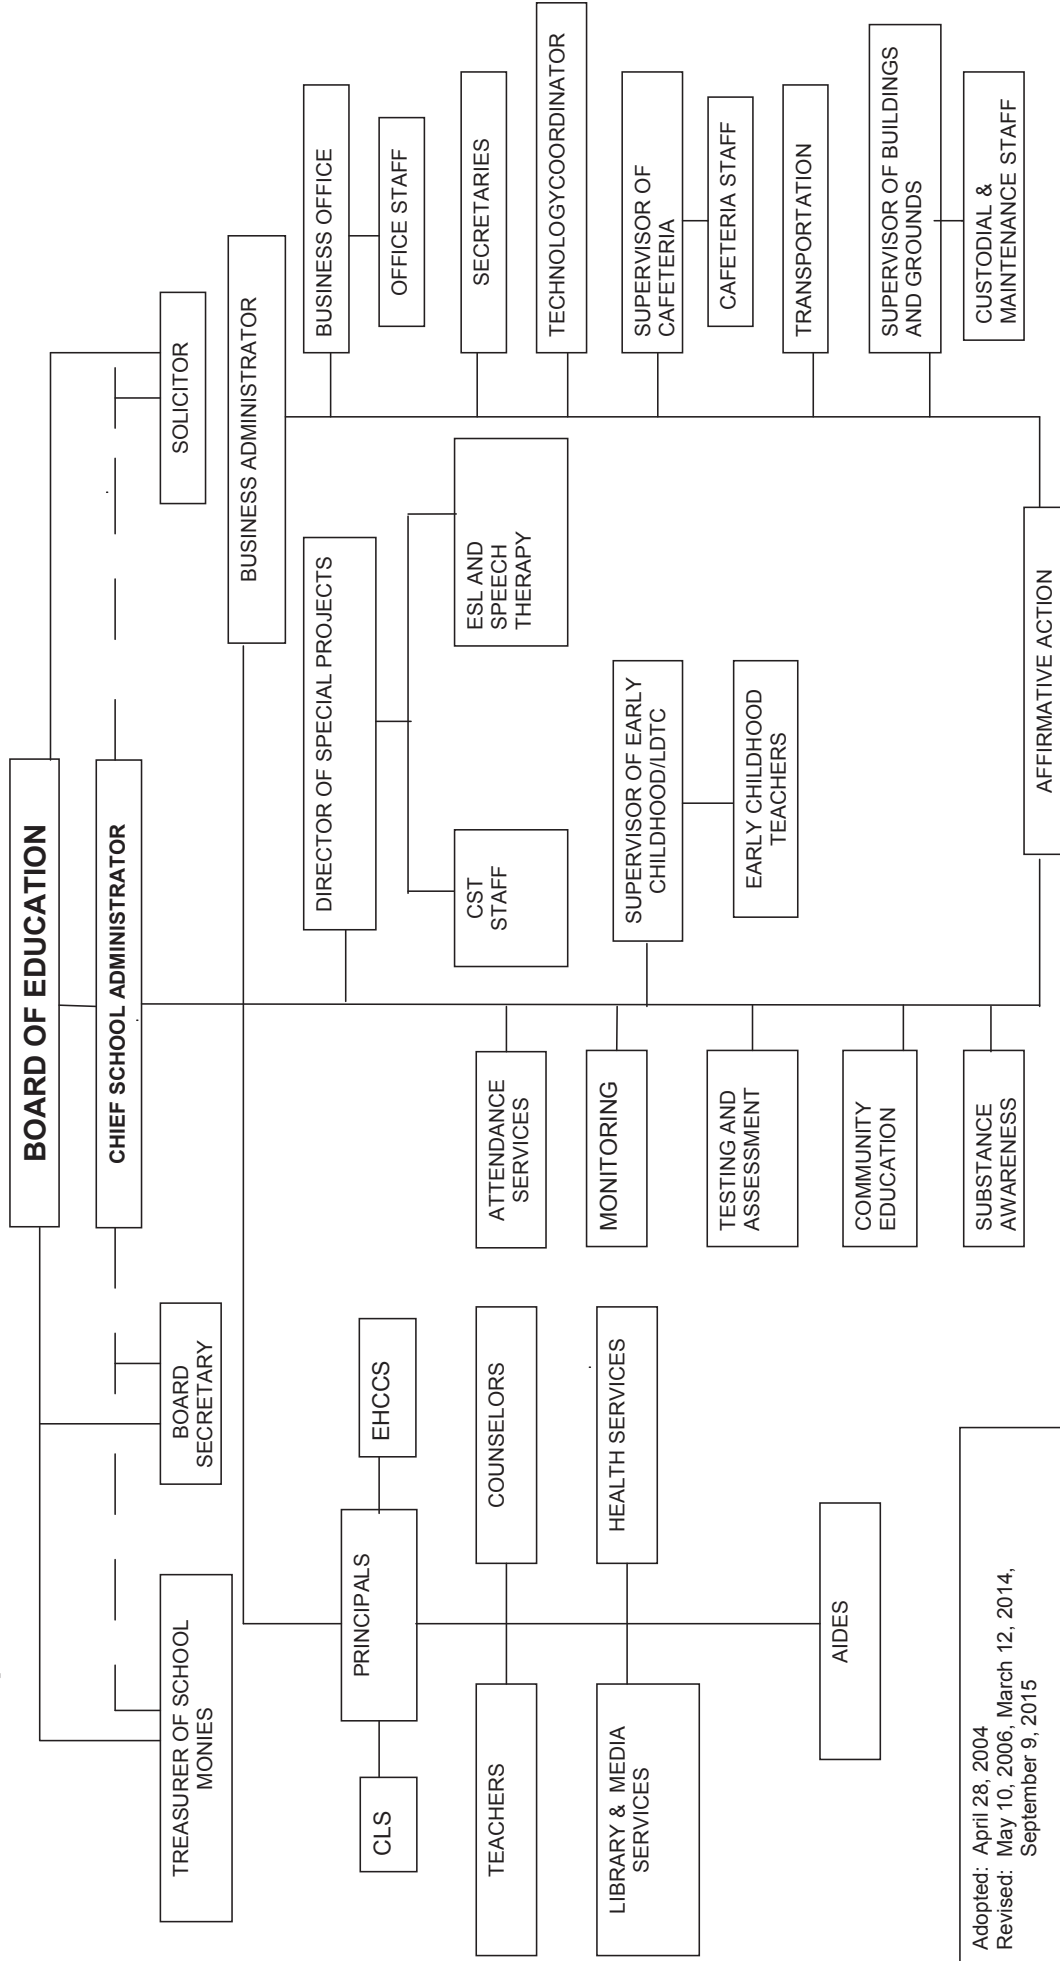 BOARD OF EDUCATION
CHIEF SCHOOL ADMINISTRATOR
TREASURER OF SCHOOL
MONIES
BOARD
SECRETARY
SOLICITOR
BUSINESS ADMINISTRATOR
PRINCIPALS
CLS
EHCCS
TEACHERS
COUNSELORS
LIBRARY & MEDIA
SERVICES
HEALTH SERVICES
AIDES
ATTENDANCE
SERVICES
MONITORING
TESTING AND
ASSESSMENT
COMMUNITY
EDUCATION
SUBSTANCE
AWARENESS
DIRECTOR OF SPECIAL PROJECTS
CST
STAFF
ESL AND
SPEECH
THERAPY
SUPERVISOR OF EARLY
CHILDHOOD/LDTC
EARLY CHILDHOOD
TEACHERS
BUSINESS OFFICE
OFFICE STAFF
SECRETARIES
TECHNOLOGYCOORDINATOR
SUPERVISOR OF
CAFETERIA
CAFETERIA STAFF
TRANSPORTATION
SUPERVISOR OF BUILDINGS
AND GROUNDS
CUSTODIAL &
MAINTENANCE STAFF
AFFIRMATIVE ACTION
Adopted: April 28, 2004
Revised: May 10, 2006, March 12, 2014,
September 9, 2015